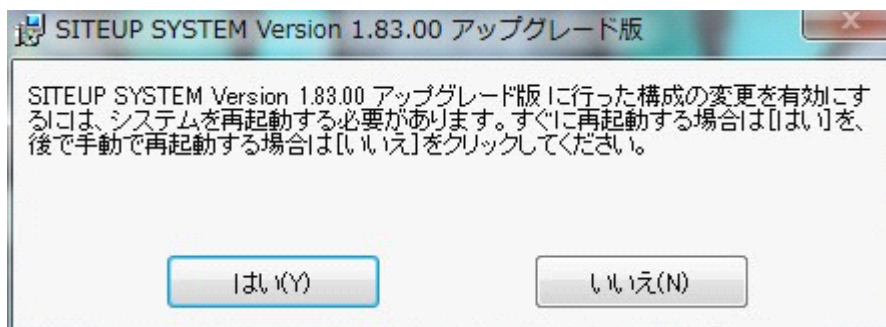 SITEUP SYSTEM Version 1.83.00 アップグレード版
SITEUP SYSTEM Version 1.83.00 アップグレード版 に行った構成の変更を有効にす
るには、システムを再起動する必要があります。すぐに再起動する場合は[はい]を、
後で手動で再起動する場合は[いいえ]をクリックしてください。
はい(Y)
いいえ(N)